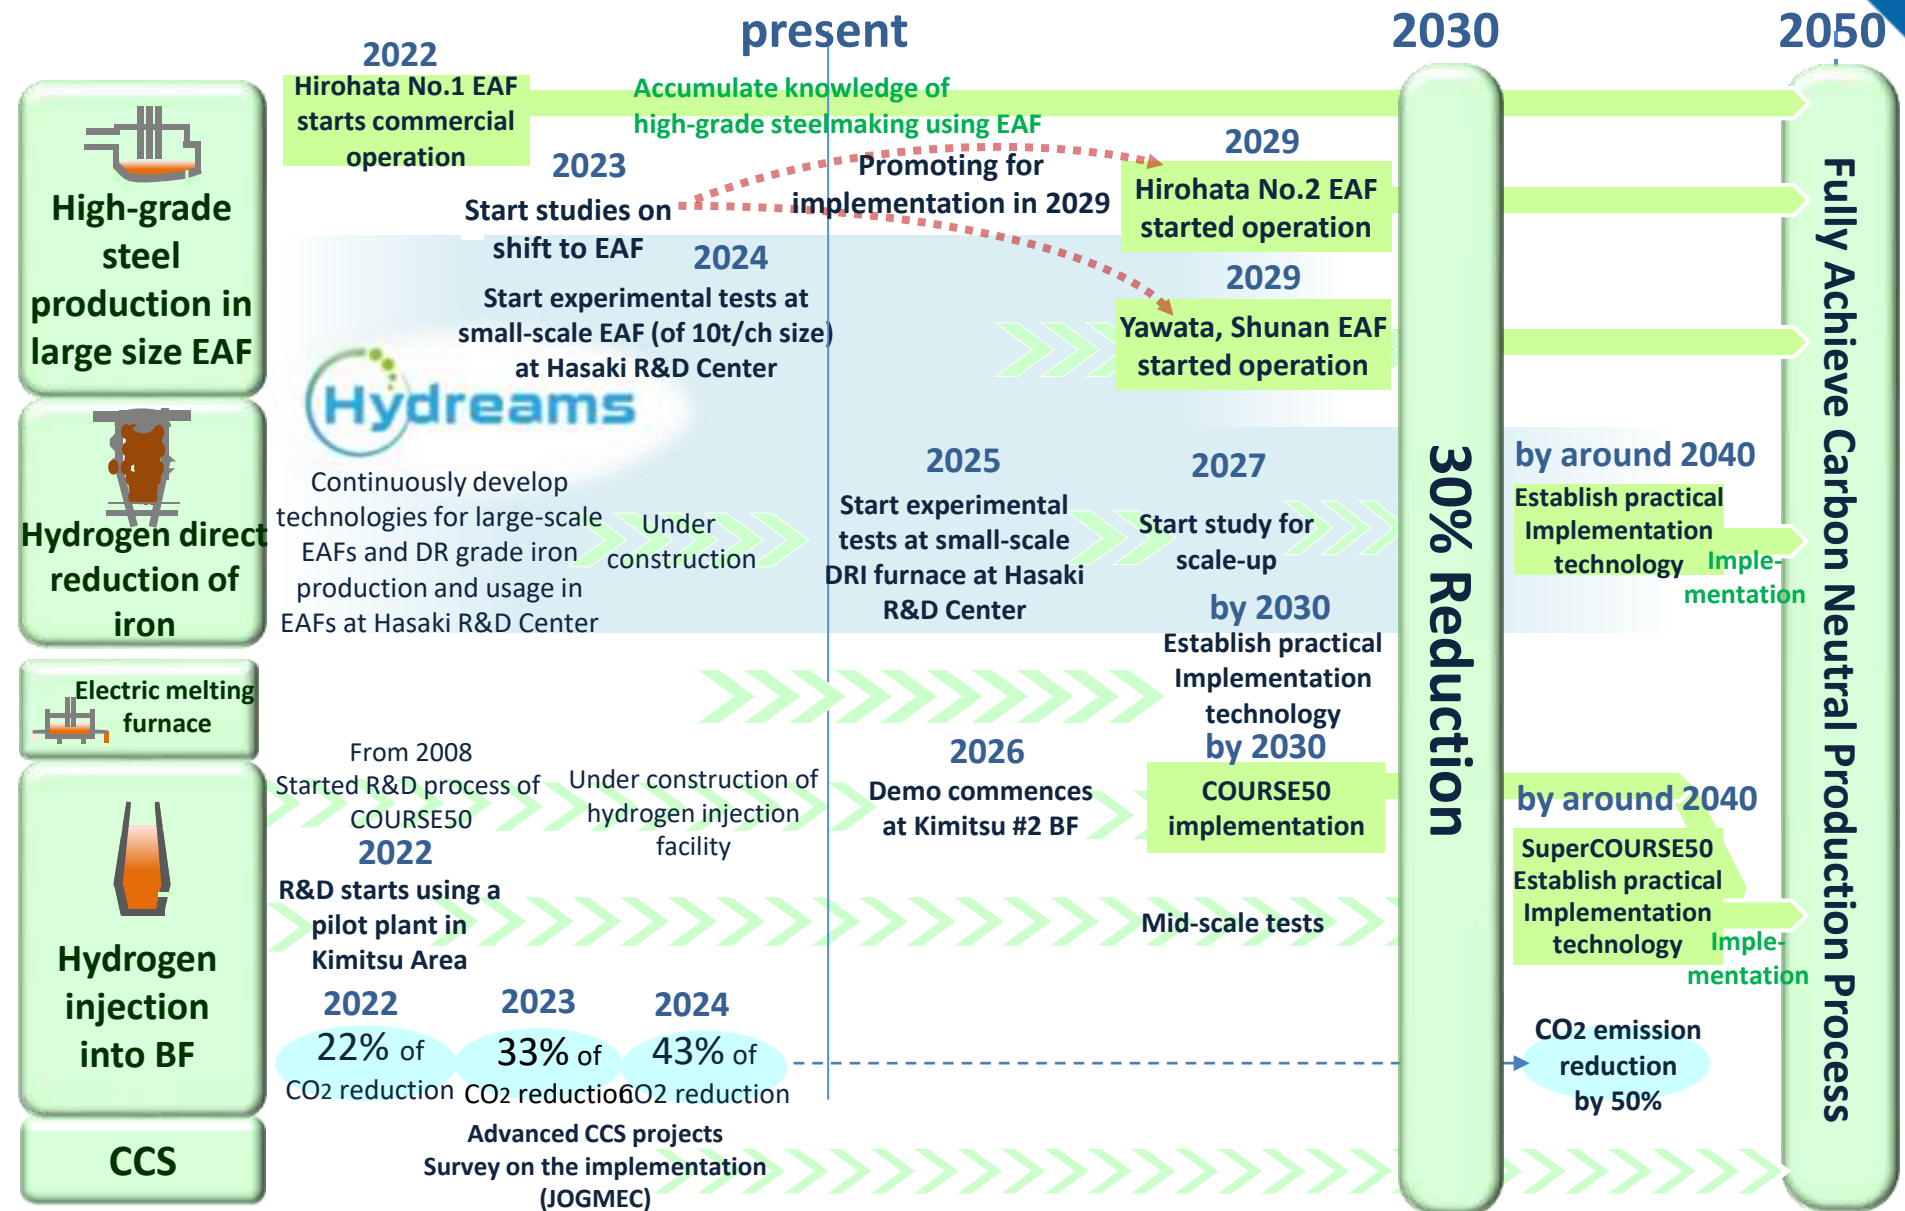 present
2030
2050
2022
Hirohata No.1 EAF
starts commercial
operation
Accumulate knowledge of
high-grade steelmaking using EAF
2023
Start studies on
shift to EAF
Promoting for
implementation in 2029
2029
Hirohata No.2 EAF
started operation
2024
Start experimental tests at
small-scale EAF (of 10t/ch size)
at Hasaki R&D Center
2029
Yawata, Shunan EAF
started operation
High-grade
steel
production in
large size EAF
Hydreams
Hydrogen direct
reduction of
iron
Continuously develop
technologies for large-scale
EAFs and DR grade iron
production and usage in
EAFs at Hasaki R&D Center
Under
construction
2025
Start experimental
tests at small-scale
DRI furnace at Hasaki
R&D Center
2027
Start study for
scale-up
by around 2040
Establish practical
Implementation
technology
Imple-
mentation
Electric melting
furnace
by 2030
Establish practical
Implementation
technology
Hydrogen
injection
into BF
From 2008
Started R&D process of
COURSE50
Under construction of
hydrogen injection
facility
2026
Demo commences
at Kimitsu #2 BF
by 2030
COURSE50
implementation
by around 2040
SuperCOURSE50
Establish practical
Implementation
technology
Imple-
mentation
2022
R&D starts using a
pilot plant in
Kimitsu Area
Mid-scale tests
2022
22% of
CO2 reduction
2023
33% of
CO2 reduction
2024
43% of
CO2 reduction
CO2 emission
reduction
by 50%
CCS
Advanced CCS projects
Survey on the implementation
(JOGMEC)
30% Reduction
Fully Achieve Carbon Neutral Production Process